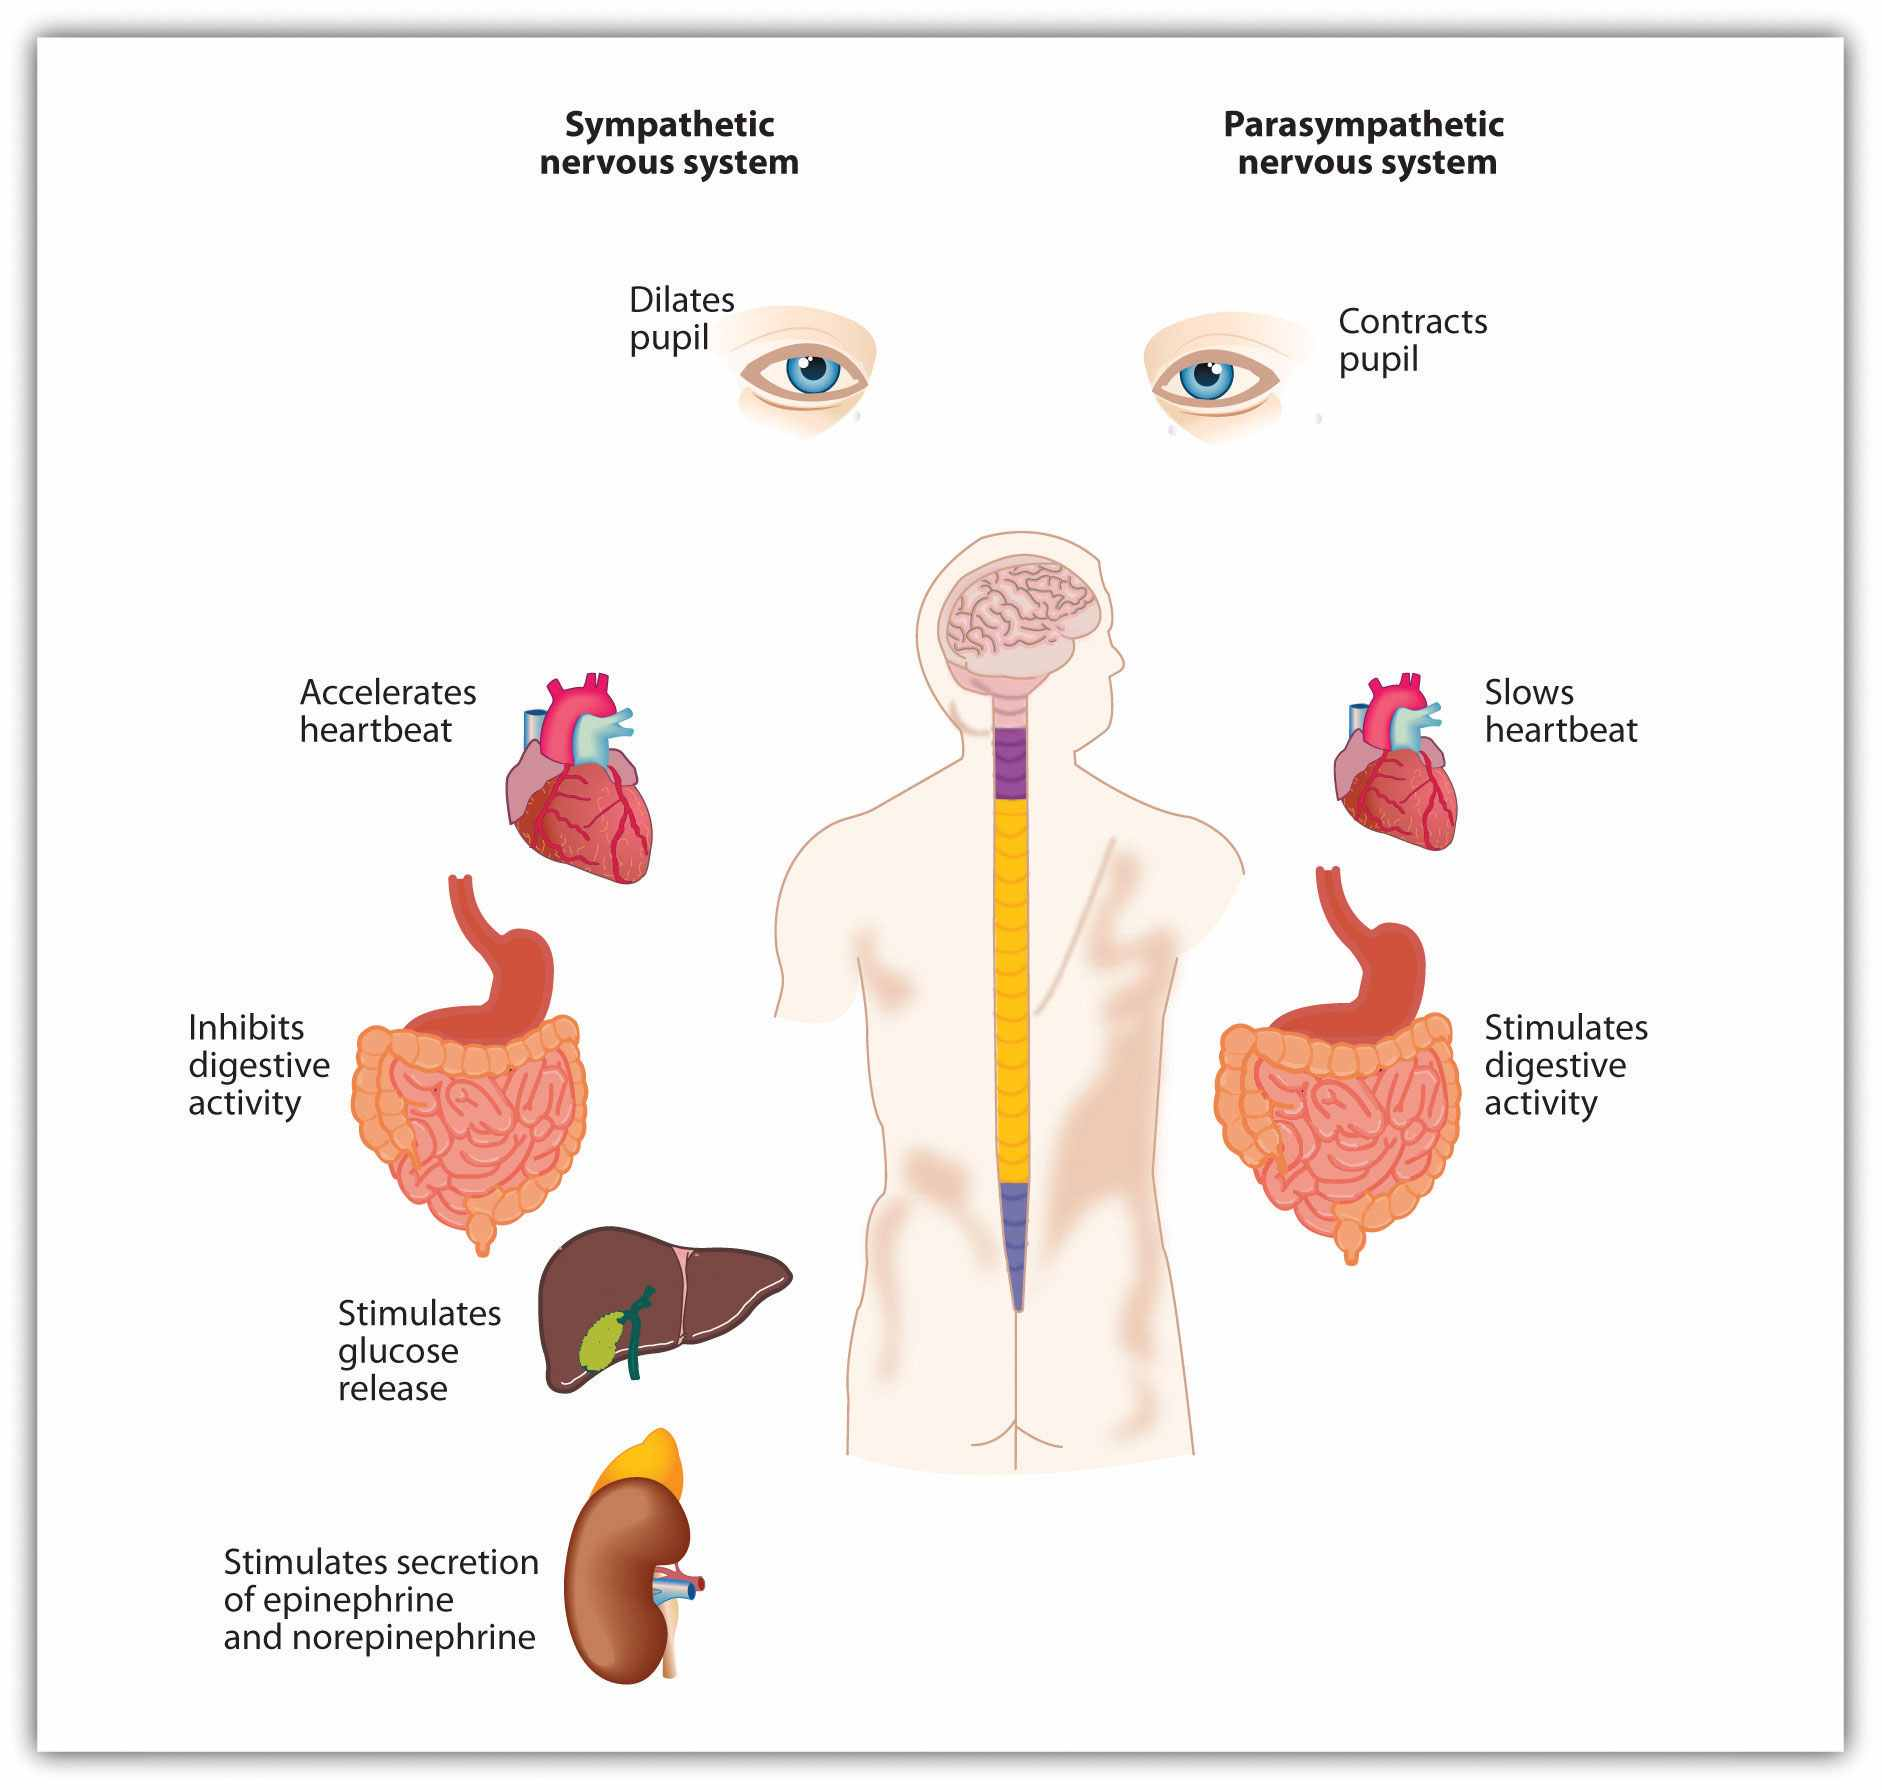 Sympathetic
nervous system
Parasympathetic
nervous system
Dilates
pupil
Contracts
pupil
Accelerates
heartbeat
Slows
heartbeat
Inhibits
digestive
activity
Stimulates
digestive
activity
Stimulates
glucose
release
Stimulates secretion
of epinephrine
and norepinephrine